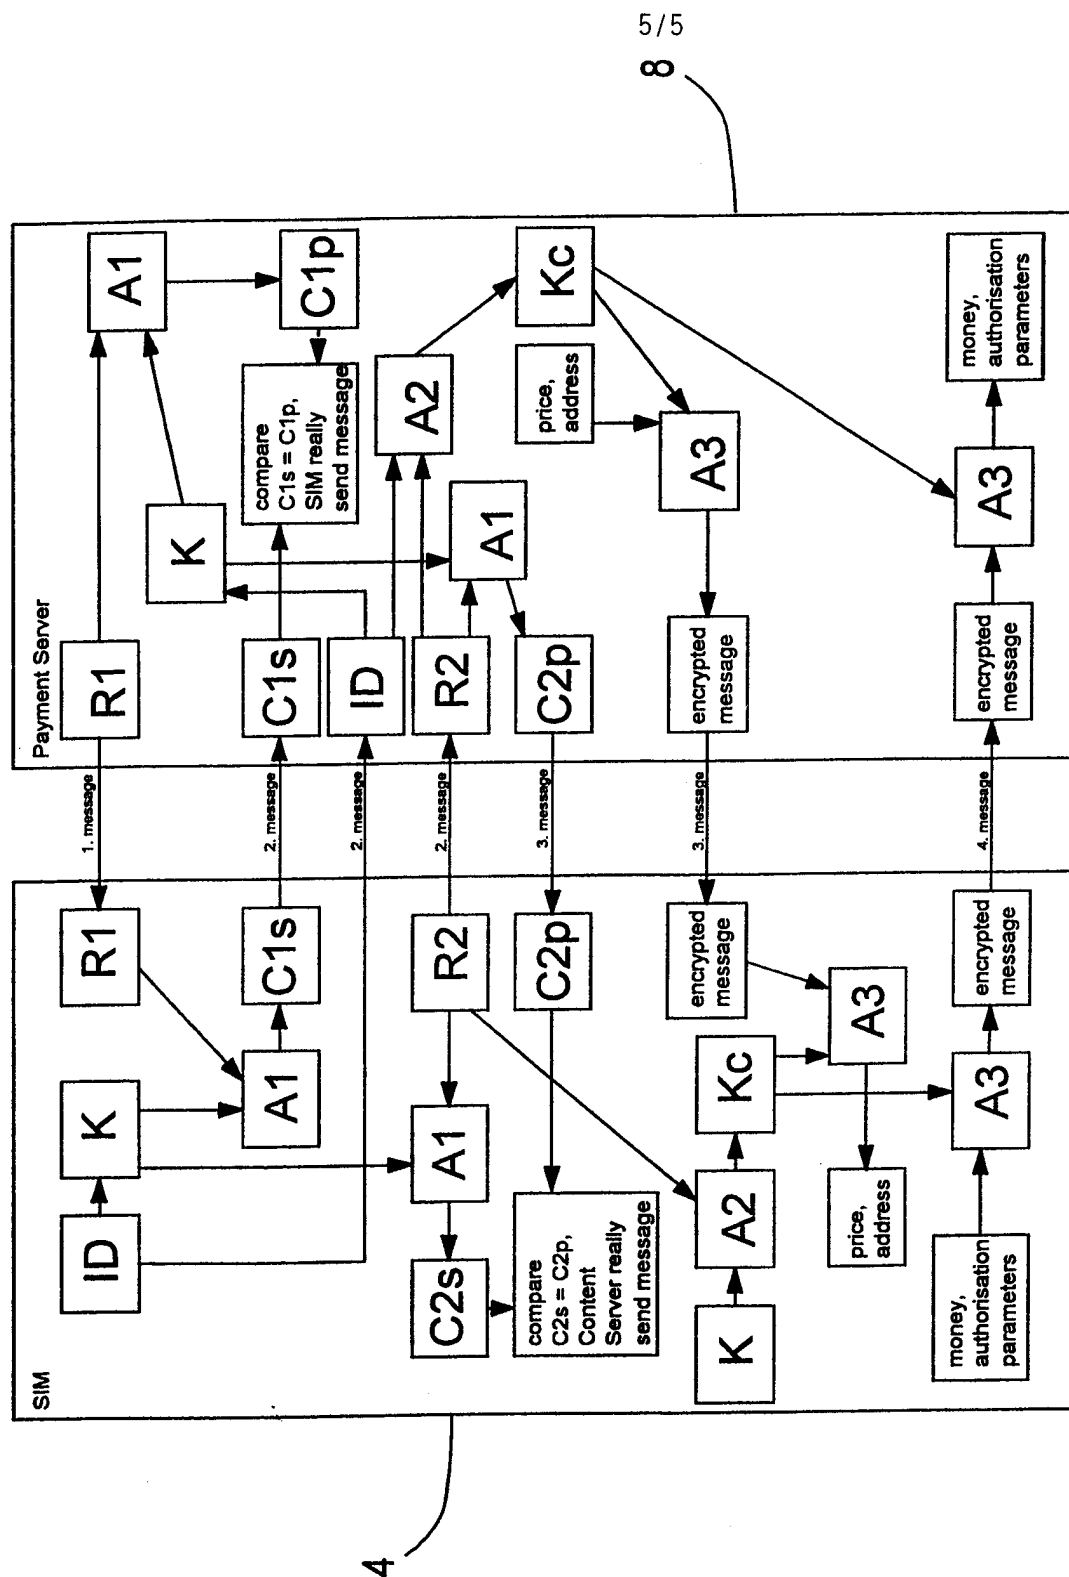 5/5
8
4
SIM
ID
K
R1
1. message
R1
A1
Payment Server
A1
C1s
2. message
C1s
K
compare
C1s = C1p,
SIM really
send message
C1p
2. message
ID
C2s
A1
R2
2. message
R2
A1
A2
compare
C2s = C2p,
Content
Server really
send message
C2p
3. message
C2p
price,
address
Kc
K
A2
Kc
encrypted
message
3. message
encrypted
message
A3
price,
address
A3
money,
authorisation
parameters
A3
encrypted
message
4. message
encrypted
message
A3
money,
authorisation
parameters